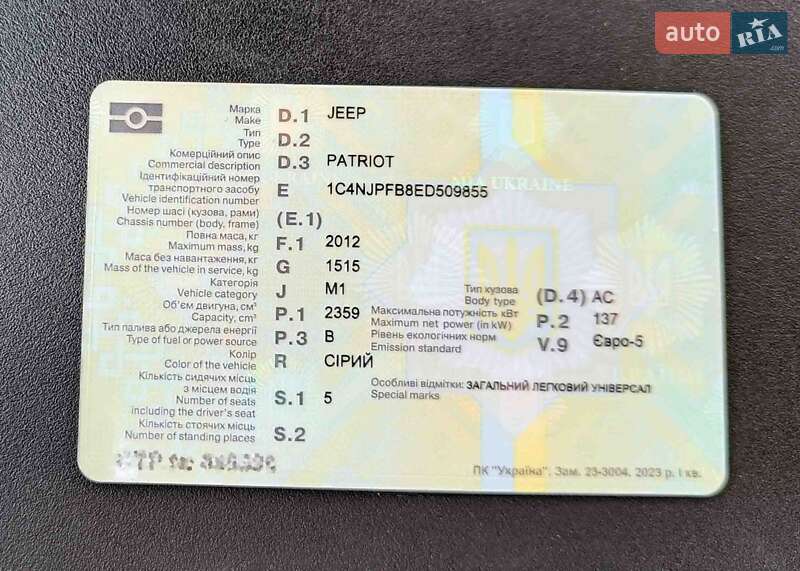 auto RIA .com
Марка
Make D.1 JEEP
Тип
Type D.2
Комерційний опис
Commercial description D.3 PATRIOT
MIA UKRAINE
Ідентифікаційний номер
транспортного засобу
Vehicle identification number E 1C4NJPFB8ED509855
Номер шасі (кузова, рами)
Chassis number (body, frame) (E.1)
Повна маса, кг
Maximum mass, kg F.1 2012
Маса без навантаження, кг
Mass of the vehicle in service, kg G 1515
Категорія
Vehicle category J M1
Тип кузова
Body type (D.4) AC
Об'єм двигуна, см³
Capacity, cm³ P.1 2359
Максимальна потужність кВт
Maximum net power (in kW) P.2 137
Тип палива або джерела енергії
Type of fuel or power source P.3 B
Рівень екологічних норм
Emission standard V.9 Євро-5
Колір
Color of the vehicle R СІРИЙ
Кількість сидячих місць
з місцем водія
Number of seats
including the driver's seat S.1 5
Особливі відмітки: ЗАГАЛЬНИЙ ЛЕГКОВИЙ УНІВЕРСАЛ
Special marks
Кількість стоячих місць
Number of standing places S.2
ПК "Україна". Зам. 23-3004. 2023 р. I кв.